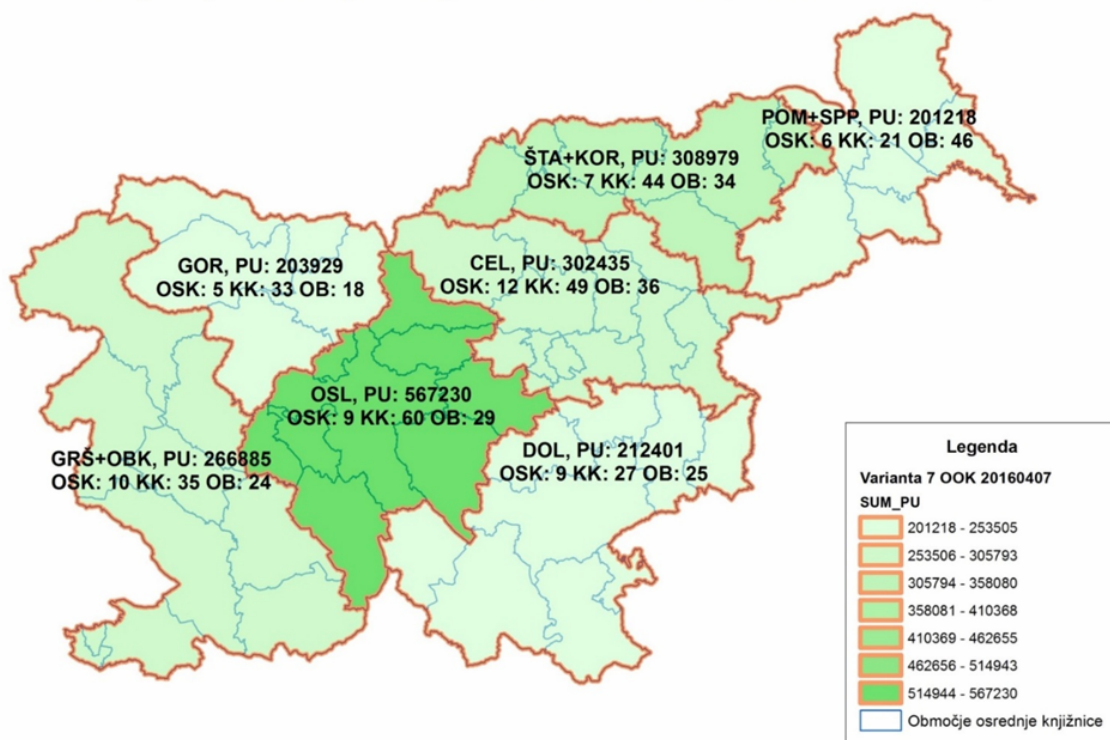 POM+SPP, PU: 201218
OSK: 6 KK: 21 OB: 46
ŠTA+KOR, PU: 308979
OSK: 7 KK: 44 OB: 34
GOR, PU: 203929
OSK: 5 KK: 33 OB: 18
CEL, PU: 302435
OSK: 12 KK: 49 OB: 36
OSL, PU: 567230
OSK: 9 KK: 60 OB: 29
GRŠ+OBK, PU: 266885
OSK: 10 KK: 35 OB: 24
DOL, PU: 212401
OSK: 9 KK: 27 OB: 25
Legenda
Varianta 7 OOK 20160407
SUM_PU
201218 - 253505
253506 - 305793
305794 - 358080
358081 - 410368
410369 - 462655
462656 - 514943
514944 - 567230
Območje osrednje knjižnice